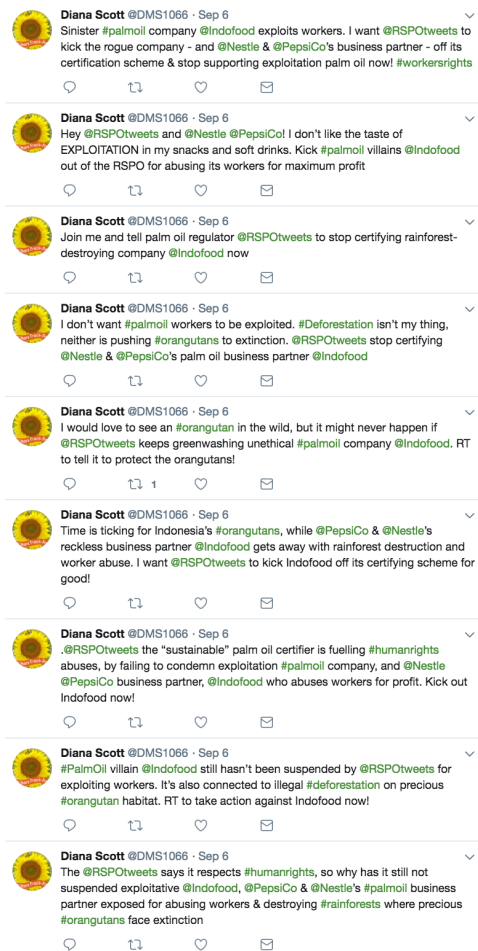 Diana Scott @DMS1066 · Sep 6
Sinister #palmoil company @Indofood exploits workers. I want @RSPOtweets to
kick the rogue company - and @Nestle & @PepsiCo's business partner - off its
certification scheme & stop supporting exploitation palm oil now! #workersrights
Diana Scott @DMS1066 · Sep 6
Hey @RSPOtweets and @Nestle @PepsiCo! I don't like the taste of
EXPLOITATION in my snacks and soft drinks. Kick #palmoil villains @Indofood
out of the RSPO for abusing its workers for maximum profit
Diana Scott @DMS1066 · Sep 6
Join me and tell palm oil regulator @RSPOtweets to stop certifying rainforest-
destroying company @Indofood now
Diana Scott @DMS1066 · Sep 6
I don't want #palmoil workers to be exploited. #Deforestation isn't my thing,
neither is pushing #orangutans to extinction. @RSPOtweets stop certifying
@Nestle & @PepsiCo's palm oil business partner @Indofood
Diana Scott @DMS1066 · Sep 6
I would love to see an #orangutan in the wild, but it might never happen if
@RSPOtweets keeps greenwashing unethical #palmoil company @Indofood. RT
to tell it to protect the orangutans!
1
Diana Scott @DMS1066 · Sep 6
Time is ticking for Indonesia's #orangutans, while @PepsiCo & @Nestle's
reckless business partner @Indofood gets away with rainforest destruction and
worker abuse. I want @RSPOtweets to kick Indofood off its certifying scheme for
good!
Diana Scott @DMS1066 · Sep 6
.@RSPOtweets the “sustainable” palm oil certifier is fuelling #humanrights
abuses, by failing to condemn exploitation #palmoil company, and @Nestle
@PepsiCo business partner, @Indofood who abuses workers for profit. Kick out
Indofood now!
Diana Scott @DMS1066 · Sep 6
#PalmOil villain @Indofood still hasn't been suspended by @RSPOtweets for
exploiting workers. It's also connected to illegal #deforestation on precious
#orangutan habitat. RT to take action against Indofood now!
Diana Scott @DMS1066 · Sep 6
The @RSPOtweets says it respects #humanrights, so why has it still not
suspended exploitative @Indofood, @PepsiCo & @Nestle's #palmoil business
partner exposed for abusing workers & destroying #rainforests where precious
#orangutans face extinction